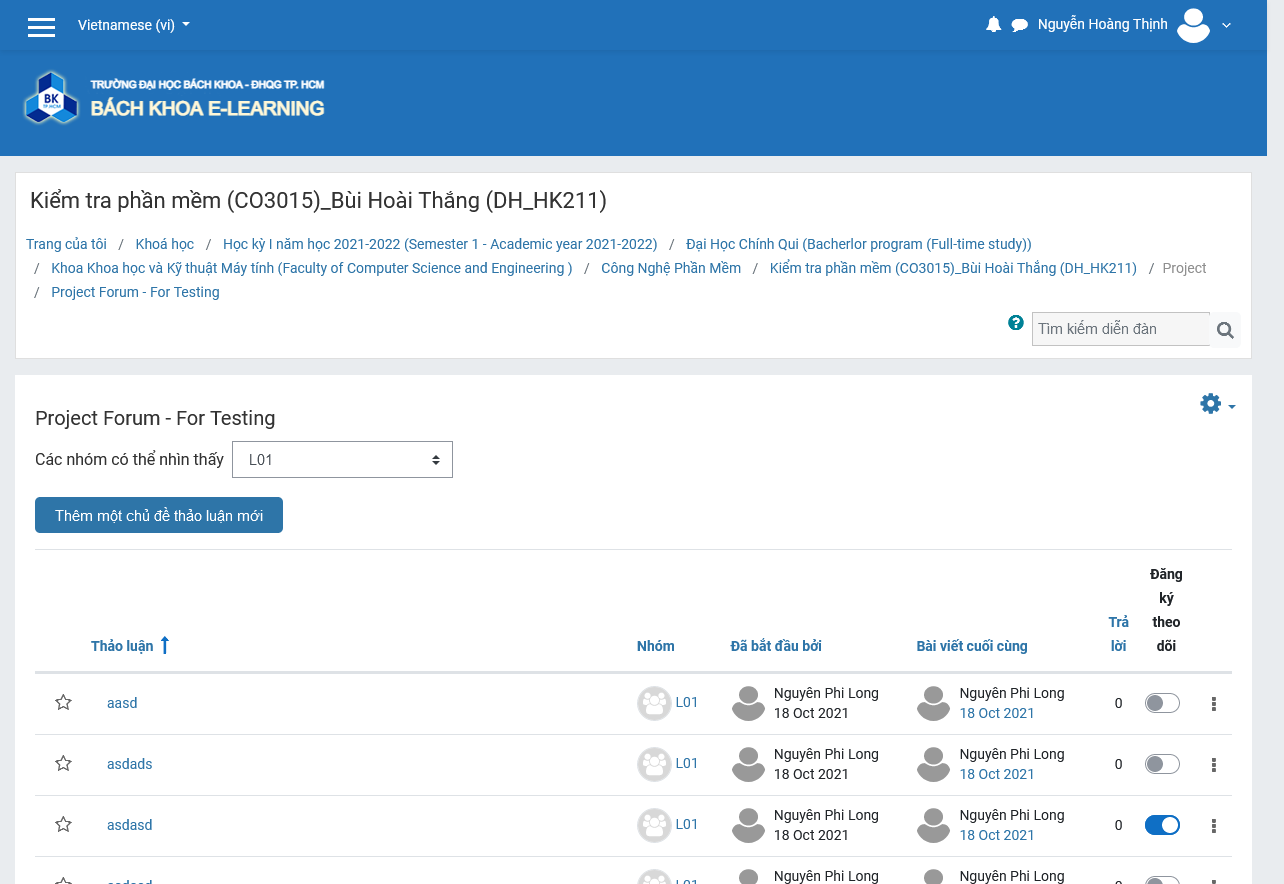 Vietnamese (vi)
Nguyễn Hoàng Thịnh
TRƯỜNG ĐẠI HỌC BÁCH KHOA - ĐHQG TP. HCM
BK
TP.HCM
BÁCH KHOA E-LEARNING
Kiểm tra phần mềm (CO3015)_Bùi Hoài Thắng (DH_HK211)
Trang của tôi / Khoá học / Học kỳ I năm học 2021-2022 (Semester 1 - Academic year 2021-2022) / Đại Học Chính Qui (Bacherlor program (Full-time study))
/ Khoa Khoa học và Kỹ thuật Máy tính (Faculty of Computer Science and Engineering ) / Công Nghệ Phần Mềm / Kiểm tra phần mềm (CO3015)_Bùi Hoài Thắng (DH_HK211) / Project
/ Project Forum - For Testing
Tìm kiếm diễn đàn
Project Forum - For Testing
Các nhóm có thể nhìn thấy L01
Thêm một chủ đề thảo luận mới
Thảo luận Nhóm Đã bắt đầu bởi Bài viết cuối cùng Trả lời Đăng ký theo dõi
aasd L01 Nguyên Phi Long Nguyên Phi Long 0
18 Oct 2021 18 Oct 2021
asdads L01 Nguyên Phi Long Nguyên Phi Long 0
18 Oct 2021 18 Oct 2021
asdasd L01 Nguyên Phi Long Nguyên Phi Long 0
18 Oct 2021 18 Oct 2021
L01 Nguyên Phi Long Nguyên Phi Long